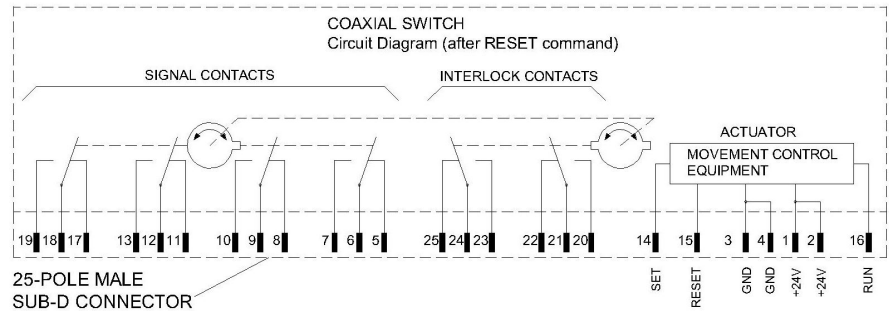 COAXIAL SWITCH
Circuit Diagram (after RESET command)
SIGNAL CONTACTS
INTERLOCK CONTACTS
ACTUATOR
MOVEMENT CONTROL
EQUIPMENT
19 18 17 13 12 11 10 9 8 7 6 5 25 24 23 22 21 20 14 15 3 4 1 2 16
SET RESET GND GND +24V +24V RUN
25-POLE MALE
SUB-D CONNECTOR